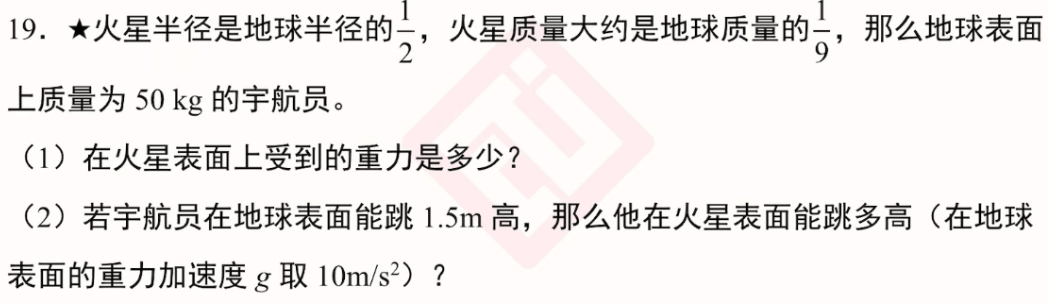 19．★火星半径是地球半径的1/2，火星质量大约是地球质量的1/9，那么地球表面
上质量为 50 kg 的宇航员。
（1）在火星表面上受到的重力是多少？
（2）若宇航员在地球表面能跳 1.5m 高，那么他在火星表面能跳多高（在地球
表面的重力加速度 g 取 10m/s²）？